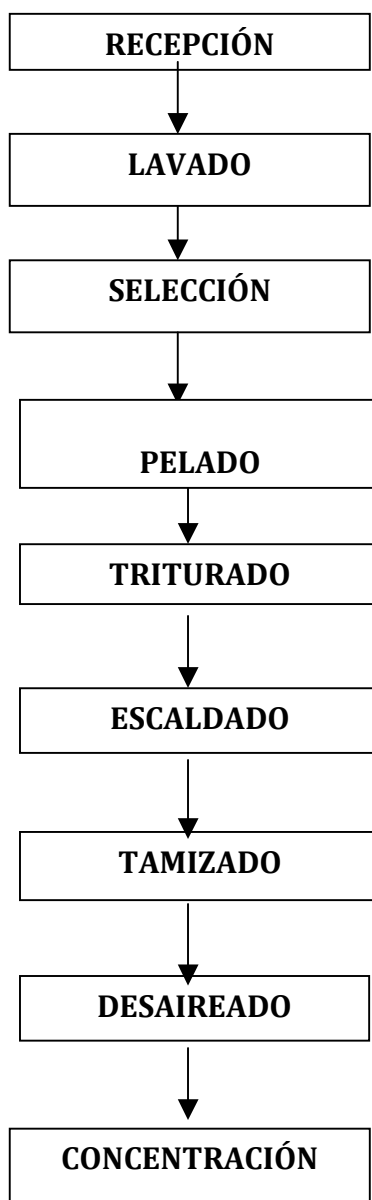 RECEPCIÓN
LAVADO
SELECCIÓN
PELADO
TRITURADO
ESCALDADO
TAMIZADO
DESAIREADO
CONCENTRACIÓN